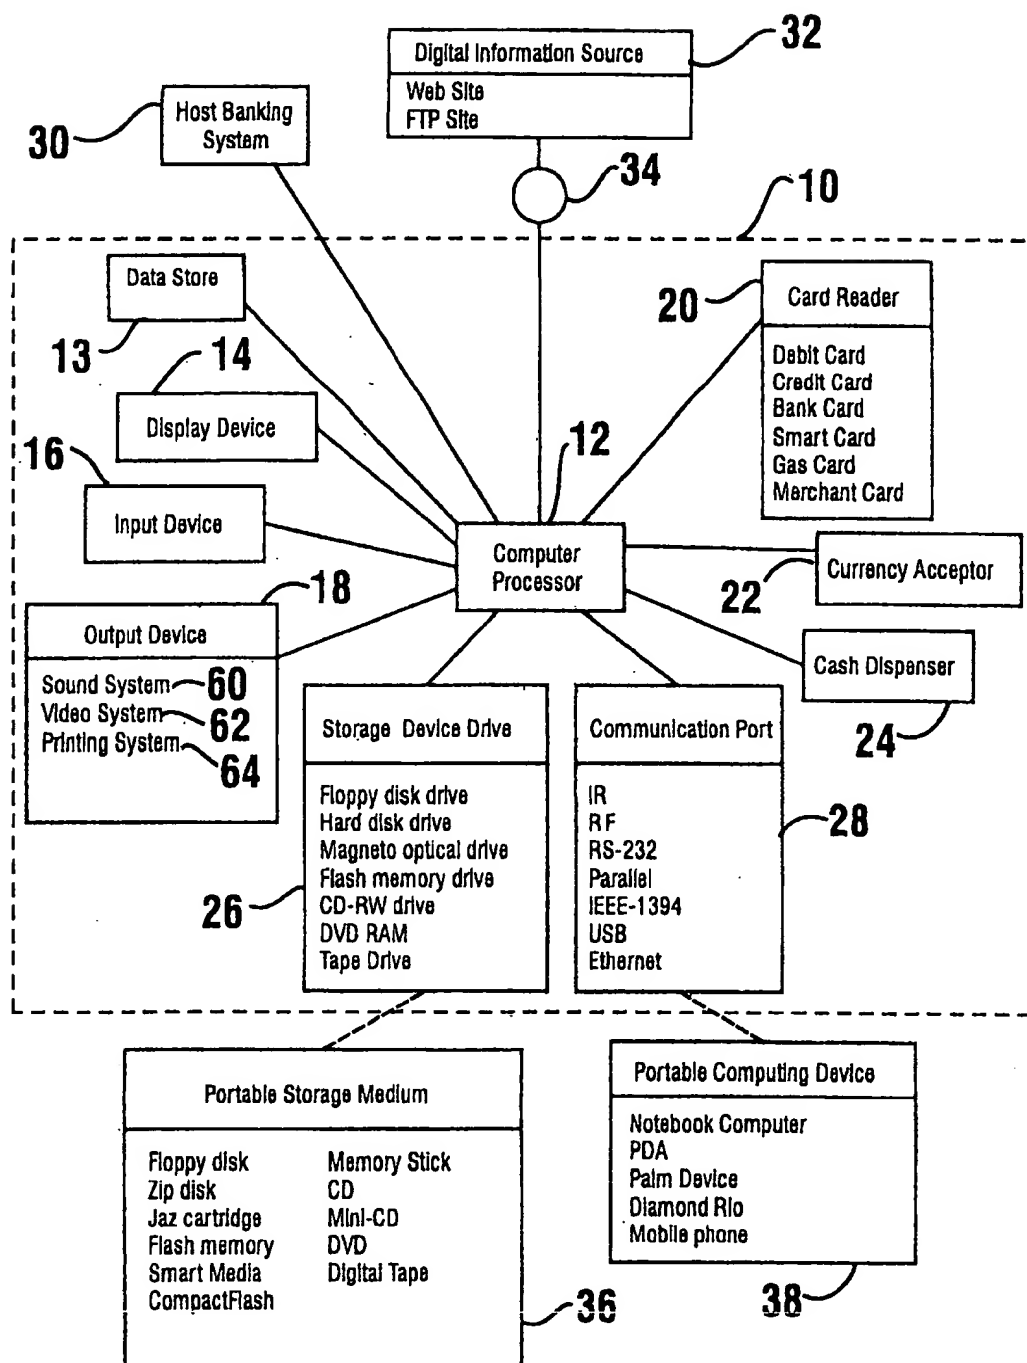 32
Digital Information Source
Web Site
FTP Site
30
Host Banking
System
34
10
Data Store
13
14
Display Device
16
Input Device
18
Output Device
Sound System 60
Video System 62
Printing System 64
12
Computer
Processor
20
Card Reader
Debit Card
Credit Card
Bank Card
Smart Card
Gas Card
Merchant Card
22
Currency Acceptor
Cash Dispenser
24
Storage Device Drive
Floppy disk drive
Hard disk drive
Magneto optical drive
Flash memory drive
CD-RW drive
DVD RAM
Tape Drive
26
Communication Port
IR
RF
RS-232
Parallel
IEEE-1394
USB
Ethernet
28
Portable Storage Medium
Floppy disk
Zip disk
Jaz cartridge
Flash memory
Smart Media
CompactFlash
Memory Stick
CD
Mini-CD
DVD
Digital Tape
36
Portable Computing Device
Notebook Computer
PDA
Palm Device
Diamond Rio
Mobile phone
38